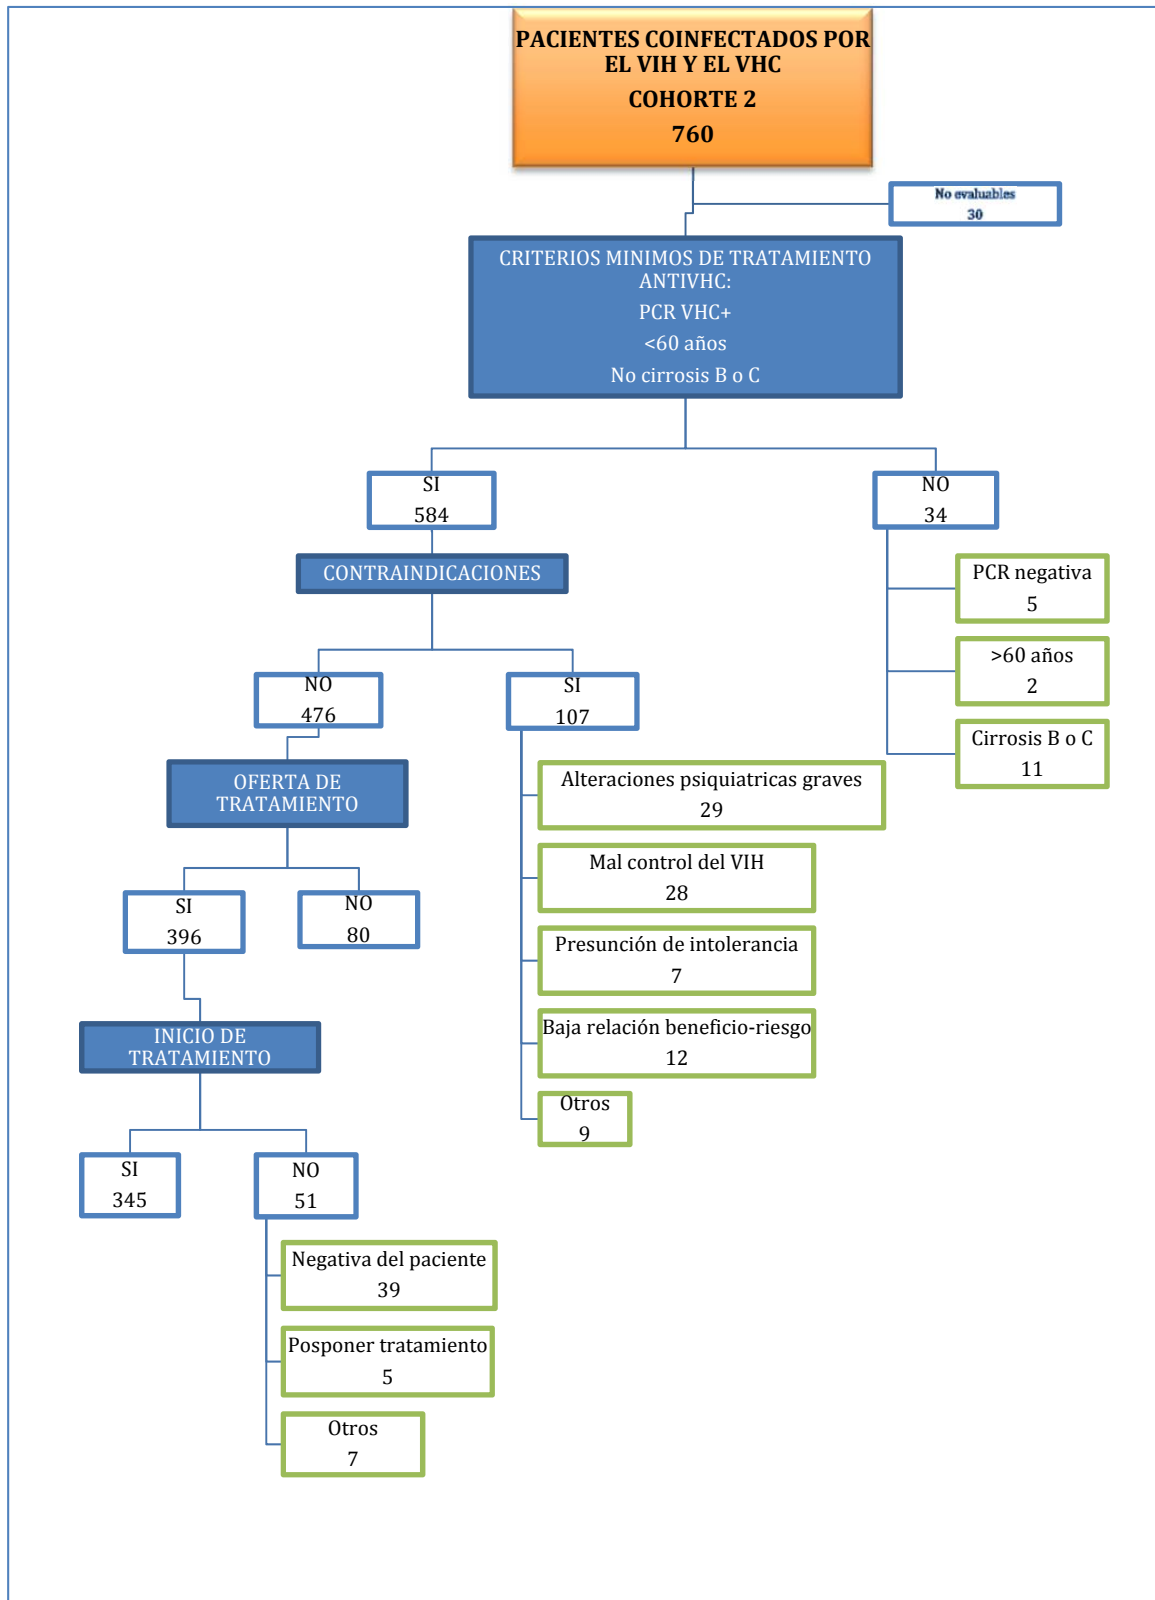 PACIENTES COINFECTADOS POR
EL VIH Y EL VHC
COHORTE 2
760
No evaluables
30
CRITERIOS MINIMOS DE TRATAMIENTO
ANTIVHC:
PCR VHC+
<60 años
No cirrosis B o C
SI
584
NO
34
CONTRAINDICACIONES
PCR negativa
5
>60 años
2
Cirrosis B o C
11
NO
476
SI
107
OFERTA DE
TRATAMIENTO
Alteraciones psiquiatricas graves
29
Mal control del VIH
28
Presunción de intolerancia
7
Baja relación beneficio-riesgo
12
Otros
9
SI
396
NO
80
INICIO DE
TRATAMIENTO
SI
345
NO
51
Negativa del paciente
39
Posponer tratamiento
5
Otros
7